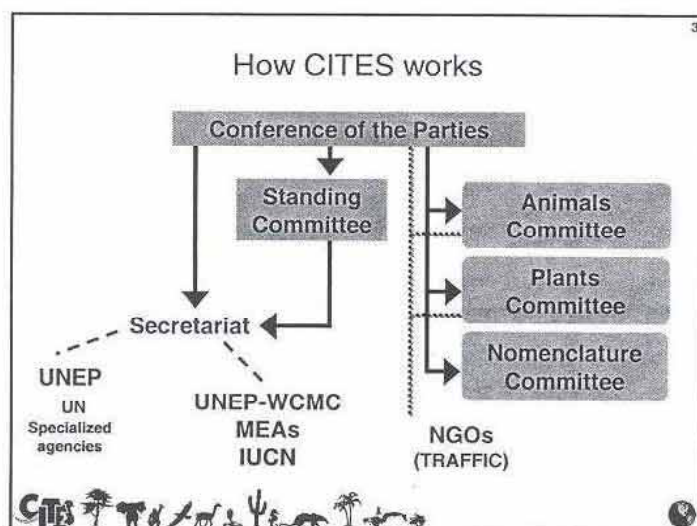 3
How CITES works
Conference of the Parties
Standing
Committee
Animals
Committee
Plants
Committee
Nomenclature
Committee
Secretariat
UNEP
UN
Specialized
agencies
UNEP-WCMC
MEAs
IUCN
NGOs
(TRAFFIC)
CITES